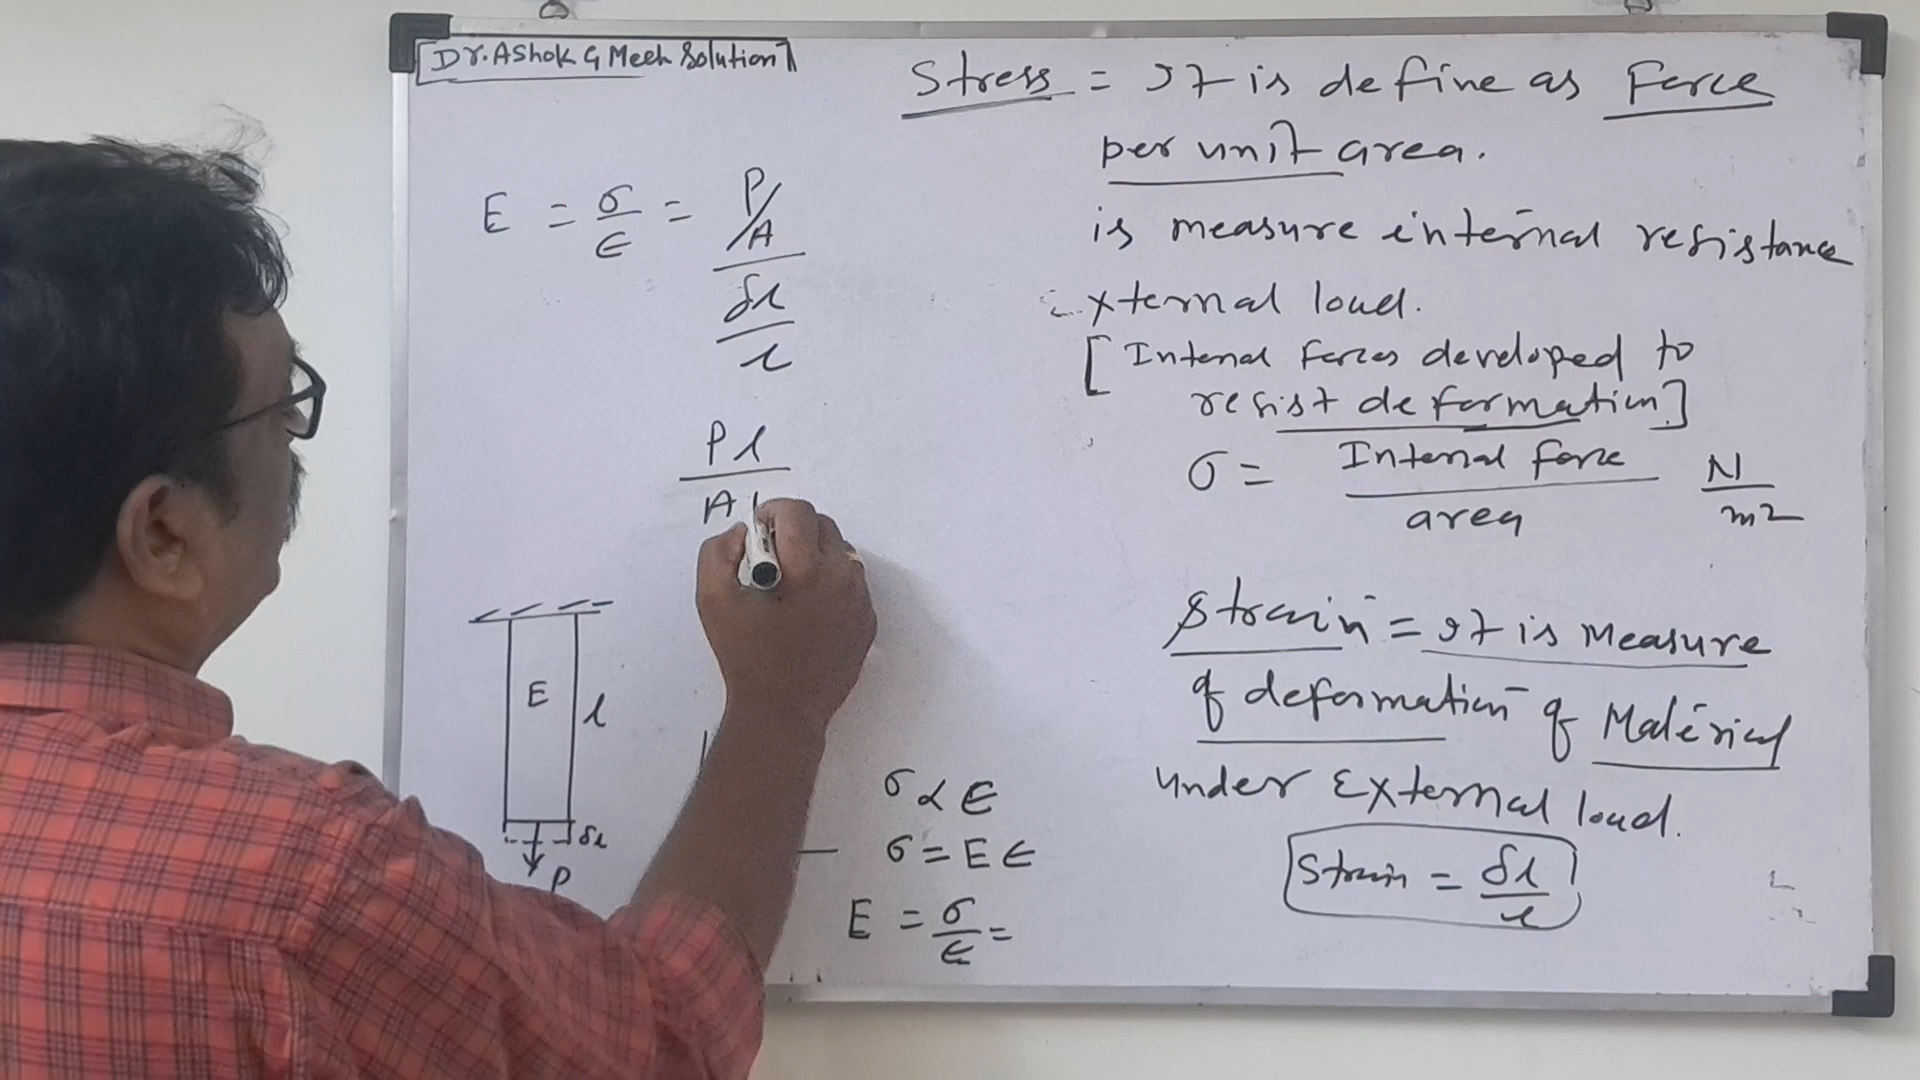 [Dr. Ashok G Mech Solution]
Stress = It is define as Force
per unit area.
is measure internal resistance
External load.
[Internal Forces developed to
resist deformation]
σ = Internal force / area N/m2
Strain = It is measure
of deformation of Material
under External load.
Strain = δl/l
E = σ/ϵ = P/A / δl/l
Pl
A
E
l
δl
P
σ ∝ ϵ
σ = E ϵ
E = σ/ϵ =